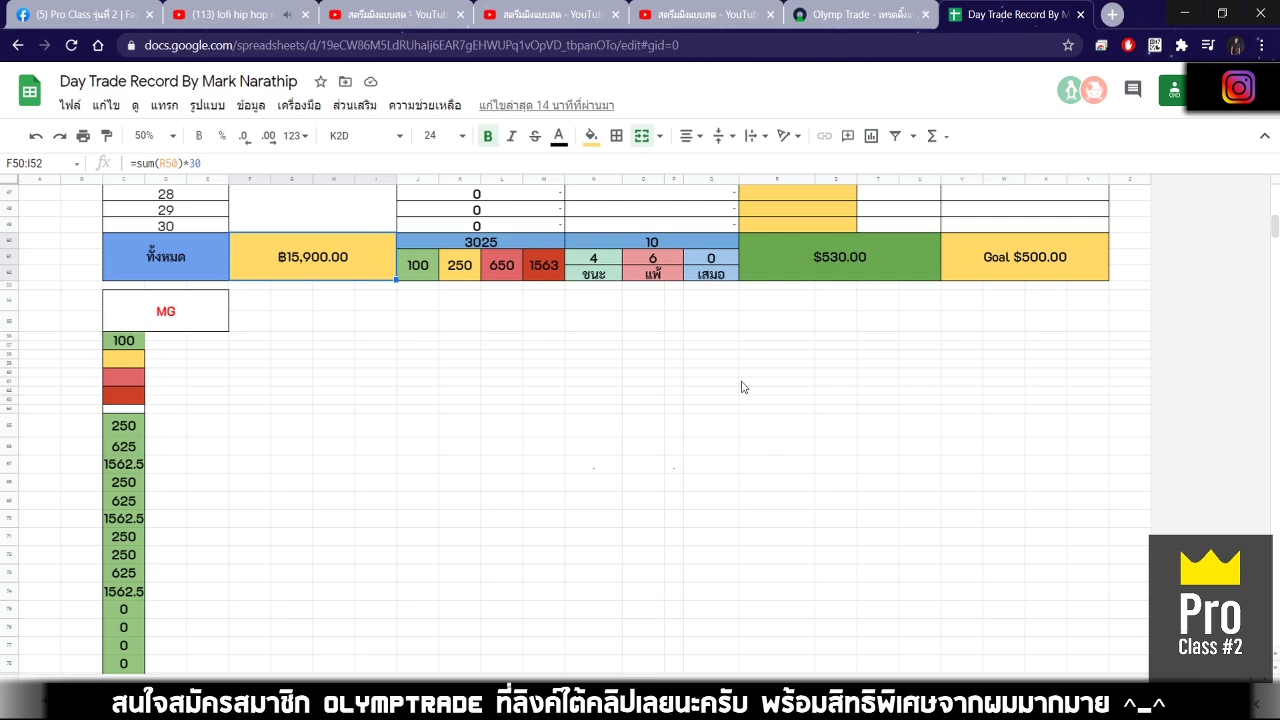 (5) Pro Class รุ่นที่ 2 | Fac
(113) lofi hip hop r
สตรีมมิงแบบสด - YouTub
สตรีมมิงแบบสด - YouTube
สตรีมมิงแบบสด - YouTub
Olymp Trade - เทรดดิ้งแล
Day Trade Record By Mark
docs.google.com/spreadsheets/d/19eCW86M5LdRUhaIj6EAR7gEHWUPq1vOpVD_tbpanOTo/edit#gid=0
Day Trade Record By Mark Narathip
ไฟล์ แก้ไข ดู แทรก รูปแบบ ข้อมูล เครื่องมือ ส่วนเสริม ความช่วยเหลือ แก้ไขล่าสุด 14 นาทีที่ผ่านมา
50% B % .0 .00 123 K2D 24 B I S A Σ
F50:I52 fx =sum(R50)*30
A B C D E F G H I J K L M N O P Q R S T U V W X Y Z
28 0 - -
29 0 - -
30 0 - -
ทั้งหมด ฿15,900.00 3025 10 $530.00 Goal $500.00
100 250 650 1563 4 6 0
ชนะ แพ้ เสมอ
MG
100
250
625
1562.5
250
625
1562.5
250
250
625
1562.5
0
0
0
0
Pro
Class #2
สนใจสมัครสมาชิก OLYMPTRADE ที่ลิงค์ใต้คลิปเลยนะครับ พร้อมสิทธิพิเศษจากผมมากมาย ^_^